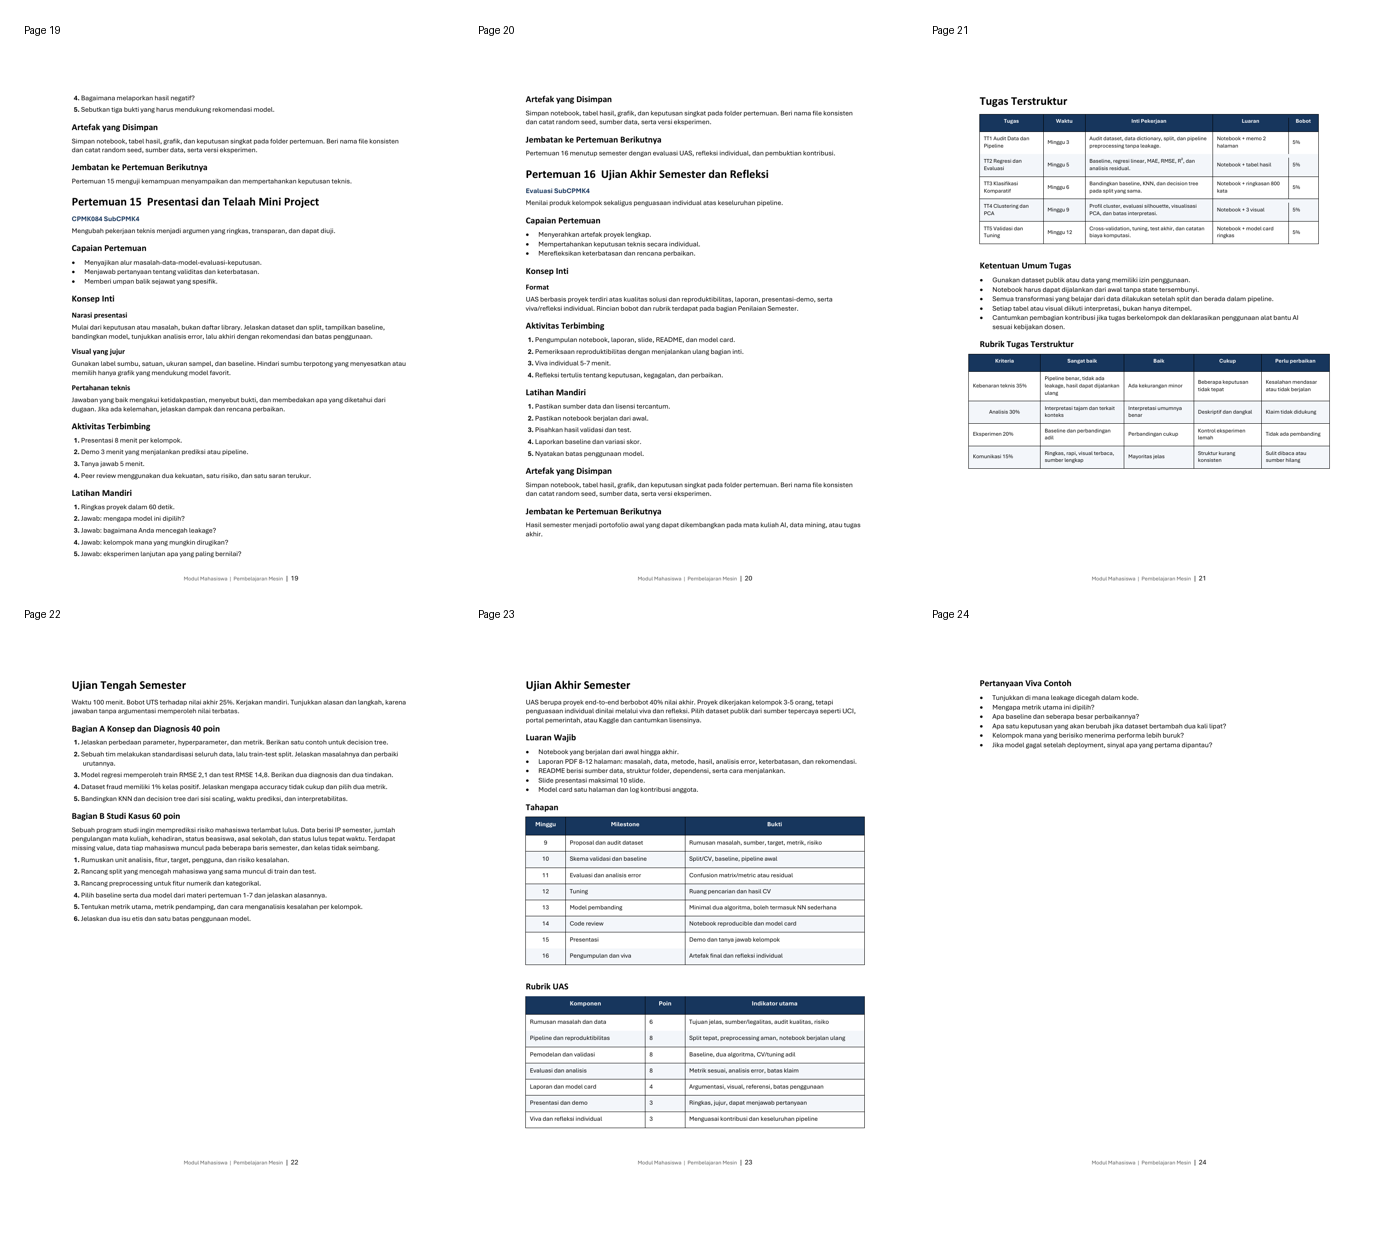 Page 19
4. Bagaimana melaporkan hasil negatif?
5. Sebutkan tiga bukti yang harus mendukung rekomendasi model.
Artefak yang Disimpan
Simpan notebook, tabel hasil, grafik, dan keputusan singkat pada folder pertemuan. Beri nama file konsisten
dan catat random seed, sumber data, serta versi eksperimen.
Jembatan ke Pertemuan Berikutnya
Pertemuan 15 menguji kemampuan menyampaikan dan mempertahankan keputusan teknis.
Pertemuan 15 Presentasi dan Telaah Mini Project
CPMK084 SubCPMK4
Mengubah pekerjaan teknis menjadi argumen yang ringkas, transparan, dan dapat diuji.
Capaian Pertemuan
• Menyajikan alur masalah-data-model-evaluasi-keputusan.
• Menjawab pertanyaan tentang validitas dan keterbatasan.
• Memberi umpan balik sejawat yang spesifik.
Konsep Inti
Narasi presentasi
Mulai dari keputusan atau masalah, bukan daftar library. Jelaskan dataset dan split, tampilkan baseline,
bandingkan model, tunjukkan analisis error, lalu akhiri dengan rekomendasi dan batas penggunaan.
Visual yang jujur
Gunakan label sumbu, satuan, ukuran sampel, dan baseline. Hindari sumbu terpotong yang menyesatkan atau
memilih hanya grafik yang mendukung model favorit.
Pertahanan teknis
Jawaban yang baik mengakui ketidakpastian, menyebut bukti, dan membedakan apa yang diketahui dari
dugaan. Jika ada kelemahan, jelaskan dampak dan rencana perbaikan.
Aktivitas Terbimbing
1. Presentasi 8 menit per kelompok.
2. Demo 3 menit yang menjalankan prediksi atau pipeline.
3. Tanya jawab 5 menit.
4. Peer review menggunakan dua kekuatan, satu risiko, dan satu saran terukur.
Latihan Mandiri
1. Ringkas proyek dalam 60 detik.
2. Jawab: mengapa model ini dipilih?
3. Jawab: bagaimana Anda mencegah leakage?
4. Jawab: kelompok mana yang mungkin dirugikan?
5. Jawab: eksperimen lanjutan apa yang paling bernilai?
Modul Mahasiswa | Pembelajaran Mesin | 19
Page 20
Artefak yang Disimpan
Simpan notebook, tabel hasil, grafik, dan keputusan singkat pada folder pertemuan. Beri nama file konsisten
dan catat random seed, sumber data, serta versi eksperimen.
Jembatan ke Pertemuan Berikutnya
Pertemuan 16 menutup semester dengan evaluasi UAS, refleksi individual, dan pembuktian kontribusi.
Pertemuan 16 Ujian Akhir Semester dan Refleksi
Evaluasi SubCPMK4
Menilai produk kelompok sekaligus penguasaan individual atas keseluruhan pipeline.
Capaian Pertemuan
• Menyerahkan artefak proyek lengkap.
• Mempertahankan keputusan teknis secara individual.
• Merefleksikan keterbatasan dan rencana perbaikan.
Konsep Inti
Format
UAS berbasis proyek terdiri atas kualitas solusi dan reproduktibilitas, laporan, presentasi-demo, serta
viva/refleksi individual. Rincian bobot dan rubrik terdapat pada bagian Penilaian Semester.
Aktivitas Terbimbing
1. Pengumpulan notebook, laporan, slide, README, dan model card.
2. Pemeriksaan reproduktibilitas dengan menjalankan ulang bagian inti.
3. Viva individual 5-7 menit.
4. Refleksi tertulis tentang keputusan, kegagalan, dan perbaikan.
Latihan Mandiri
1. Pastikan sumber data dan lisensi tercantum.
2. Pastikan notebook berjalan dari awal.
3. Pisahkan hasil validasi dan test.
4. Laporkan baseline dan variasi skor.
5. Nyatakan batas penggunaan model.
Artefak yang Disimpan
Simpan notebook, tabel hasil, grafik, dan keputusan singkat pada folder pertemuan. Beri nama file konsisten
dan catat random seed, sumber data, serta versi eksperimen.
Jembatan ke Pertemuan Berikutnya
Hasil semester menjadi portofolio awal yang dapat dikembangkan pada mata kuliah AI, data mining, atau tugas
akhir.
Modul Mahasiswa | Pembelajaran Mesin | 20
Page 21
Tugas Terstruktur
Tugas Waktu Inti Pekerjaan Luaran Bobot
TT1 Audit Data dan Pipeline Minggu 3 Audit dataset, data dictionary, split, dan pipeline preprocessing tanpa leakage. Notebook + memo 2 halaman 5%
TT2 Regresi dan Evaluasi Minggu 5 Baseline, regresi linear, MAE, RMSE, R², dan analisis residual. Notebook + tabel hasil 5%
TT3 Klasifikasi Komparatif Minggu 6 Bandingkan baseline, KNN, dan decision tree pada split yang sama. Notebook + ringkasan 800 kata 5%
TT4 Clustering dan PCA Minggu 9 Profil cluster, evaluasi silhouette, visualisasi PCA, dan batas interpretasi. Notebook + 3 visual 5%
TT5 Validasi dan Tuning Minggu 12 Cross-validation, tuning, test akhir, dan catatan biaya komputasi. Notebook + model card ringkas 5%
Ketentuan Umum Tugas
• Gunakan dataset publik atau data yang memiliki izin penggunaan.
• Notebook harus dapat dijalankan dari awal tanpa state tersembunyi.
• Semua transformasi yang belajar dari data dilakukan setelah split dan berada dalam pipeline.
• Setiap tabel atau visual diikuti interpretasi, bukan hanya ditempel.
• Cantumkan pembagian kontribusi jika tugas berkelompok dan deklarasikan penggunaan alat bantu AI
sesuai kebijakan dosen.
Rubrik Tugas Terstruktur
Kriteria Sangat baik Baik Cukup Perlu perbaikan
Kebenaran teknis 35% Pipeline benar, tidak ada leakage, hasil dapat dijalankan ulang Ada kekurangan minor Beberapa keputusan tidak tepat Kesalahan mendasar atau tidak berjalan
Analisis 30% Interpretasi tajam dan terkait konteks Interpretasi umumnya benar Deskriptif dan dangkal Klaim tidak didukung
Eksperimen 20% Baseline dan perbandingan adil Perbandingan cukup Kontrol eksperimen lemah Tidak ada pembanding
Komunikasi 15% Ringkas, rapi, visual terbaca, sumber lengkap Mayoritas jelas Struktur kurang konsisten Sulit dibaca atau sumber hilang
Modul Mahasiswa | Pembelajaran Mesin | 21
Page 22
Ujian Tengah Semester
Waktu 100 menit. Bobot UTS terhadap nilai akhir 25%. Kerjakan mandiri. Tunjukkan alasan dan langkah, karena
jawaban tanpa argumentasi memperoleh nilai terbatas.
Bagian A Konsep dan Diagnosis 40 poin
1. Jelaskan perbedaan parameter, hyperparameter, dan metrik. Berikan satu contoh untuk decision tree.
2. Sebuah tim melakukan standardisasi seluruh data, lalu train-test split. Jelaskan masalahnya dan perbaiki
urutannya.
3. Model regresi memperoleh train RMSE 2,1 dan test RMSE 14,8. Berikan dua diagnosis dan dua tindakan.
4. Dataset fraud memiliki 1% kelas positif. Jelaskan mengapa accuracy tidak cukup dan pilih dua metrik.
5. Bandingkan KNN dan decision tree dari sisi scaling, waktu prediksi, dan interpretabilitas.
Bagian B Studi Kasus 60 poin
Sebuah program studi ingin memprediksi risiko mahasiswa terlambat lulus. Data berisi IP semester, jumlah
pengulangan mata kuliah, kehadiran, status beasiswa, asal sekolah, dan status lulus tepat waktu. Terdapat
missing value, data tiap mahasiswa muncul pada beberapa baris semester, dan kelas tidak seimbang.
1. Rumuskan unit analisis, fitur, target, pengguna, dan risiko kesalahan.
2. Rancang split yang mencegah mahasiswa yang sama muncul di train dan test.
3. Rancang preprocessing untuk fitur numerik dan kategorikal.
4. Pilih baseline serta dua model dari materi pertemuan 1-7 dan jelaskan alasannya.
5. Tentukan metrik utama, metrik pendamping, dan cara menganalisis kesalahan per kelompok.
6. Jelaskan dua isu etis dan satu batas penggunaan model.
Modul Mahasiswa | Pembelajaran Mesin | 22
Page 23
Ujian Akhir Semester
UAS berupa proyek end-to-end berbobot 40% nilai akhir. Proyek dikerjakan kelompok 3-5 orang, tetapi
penguasaan individual dinilai melalui viva dan refleksi. Pilih dataset publik dari sumber tepercaya seperti UCI,
portal pemerintah, atau Kaggle dan cantumkan lisensinya.
Luaran Wajib
• Notebook yang berjalan dari awal hingga akhir.
• Laporan PDF 8-12 halaman: masalah, data, metode, hasil, analisis error, keterbatasan, dan rekomendasi.
• README berisi sumber data, struktur folder, dependensi, serta cara menjalankan.
• Slide presentasi maksimal 10 slide.
• Model card satu halaman dan log kontribusi anggota.
Tahapan
Minggu Milestone Bukti
9 Proposal dan audit dataset Rumusan masalah, sumber, target, metrik, risiko
10 Skema validasi dan baseline Split/CV, baseline, pipeline awal
11 Evaluasi dan analisis error Confusion matrix/metric atau residual
12 Tuning Ruang pencarian dan hasil CV
13 Model pembanding Minimal dua algoritma, boleh termasuk NN sederhana
14 Code review Notebook reproducible dan model card
15 Presentasi Demo dan tanya jawab kelompok
16 Pengumpulan dan viva Artefak final dan refleksi individual
Rubrik UAS
Komponen Poin Indikator utama
Rumusan masalah dan data 6 Tujuan jelas, sumber/legalitas, audit kualitas, risiko
Pipeline dan reproduktibilitas 8 Split tepat, preprocessing aman, notebook berjalan ulang
Pemodelan dan validasi 8 Baseline, dua algoritma, CV/tuning adil
Evaluasi dan analisis 8 Metrik sesuai, analisis error, batas klaim
Laporan dan model card 4 Argumentasi, visual, referensi, batas penggunaan
Presentasi dan demo 3 Ringkas, jujur, dapat menjawab pertanyaan
Viva dan refleksi individual 3 Menguasai kontribusi dan keseluruhan pipeline
Modul Mahasiswa | Pembelajaran Mesin | 23
Page 24
Pertanyaan Viva Contoh
• Tunjukkan di mana leakage dicegah dalam kode.
• Mengapa metrik utama ini dipilih?
• Apa baseline dan seberapa besar perbaikannya?
• Apa satu keputusan yang akan berubah jika dataset bertambah dua kali lipat?
• Kelompok mana yang berisiko menerima performa lebih buruk?
• Jika model gagal setelah deployment, sinyal apa yang pertama dipantau?
Modul Mahasiswa | Pembelajaran Mesin | 24